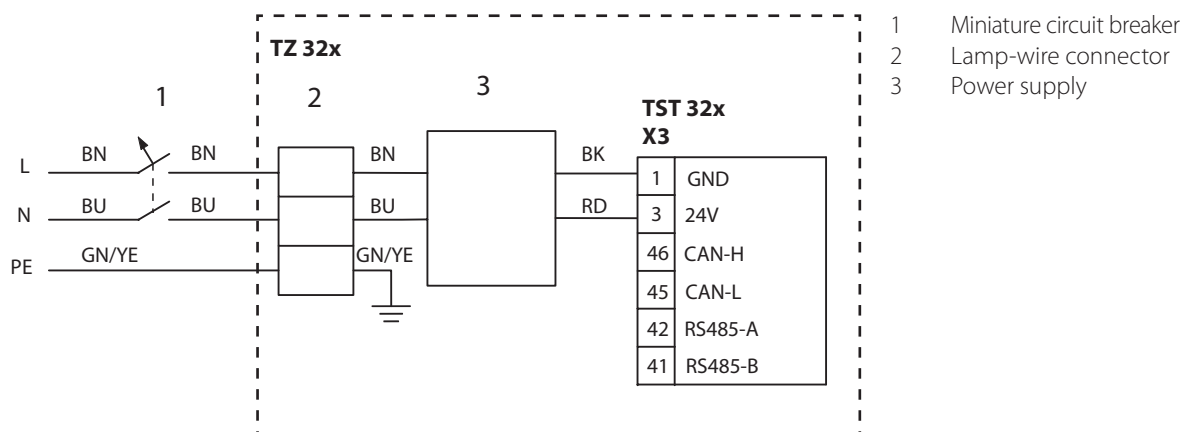 TZ 32x
1 Miniature circuit breaker
2 Lamp-wire connector
3 Power supply
1
2
3
TST 32x
X3
L BN BN BN BK 1 GND
N BU BU BU RD 3 24V
PE GN/YE GN/YE 46 CAN-H
45 CAN-L
42 RS485-A
41 RS485-B